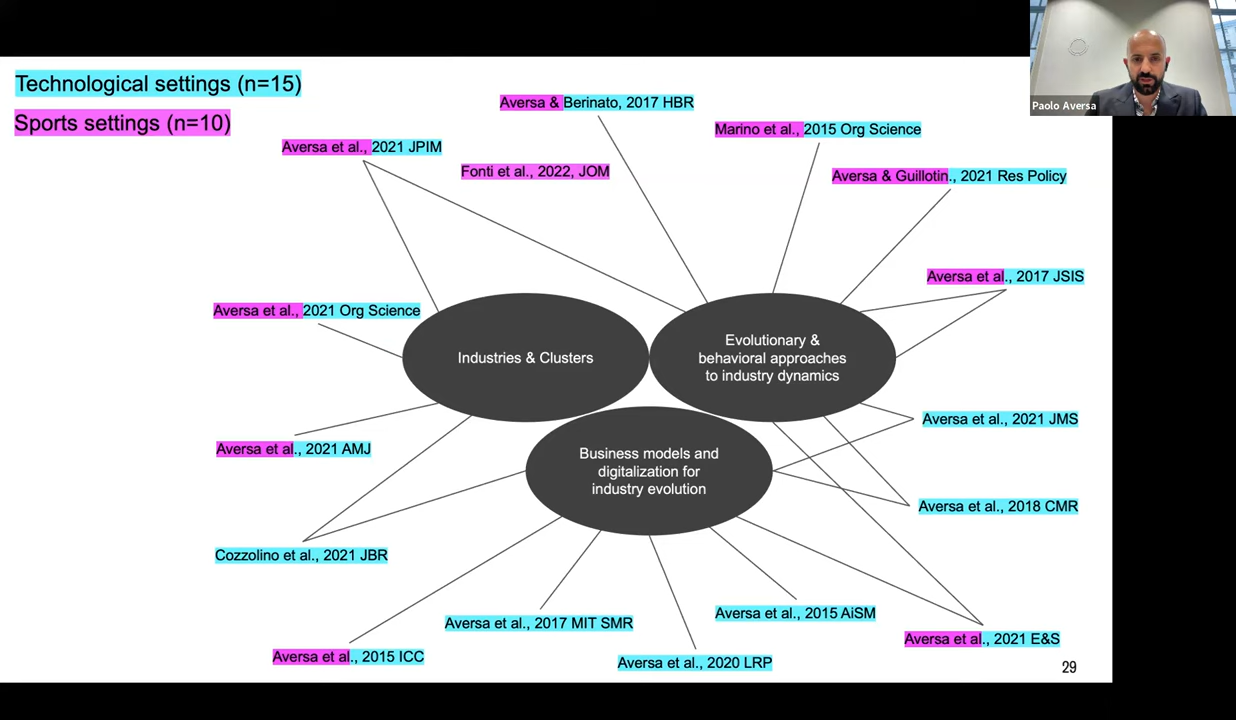 Technological settings (n=15)
Sports settings (n=10)
Paolo Aversa
Aversa & Berinato, 2017 HBR
Marino et al., 2015 Org Science
Aversa et al., 2021 JPIM
Fonti et al., 2022, JOM
Aversa & Guillotin., 2021 Res Policy
Aversa et al., 2017 JSIS
Aversa et al., 2021 Org Science
Industries & Clusters
Evolutionary &
behavioral approaches
to industry dynamics
Aversa et al., 2021 JMS
Aversa et al., 2021 AMJ
Business models and
digitalization for
industry evolution
Aversa et al., 2018 CMR
Cozzolino et al., 2021 JBR
Aversa et al., 2017 MIT SMR
Aversa et al., 2015 AiSM
Aversa et al., 2021 E&S
Aversa et al., 2015 ICC
Aversa et al., 2020 LRP
29